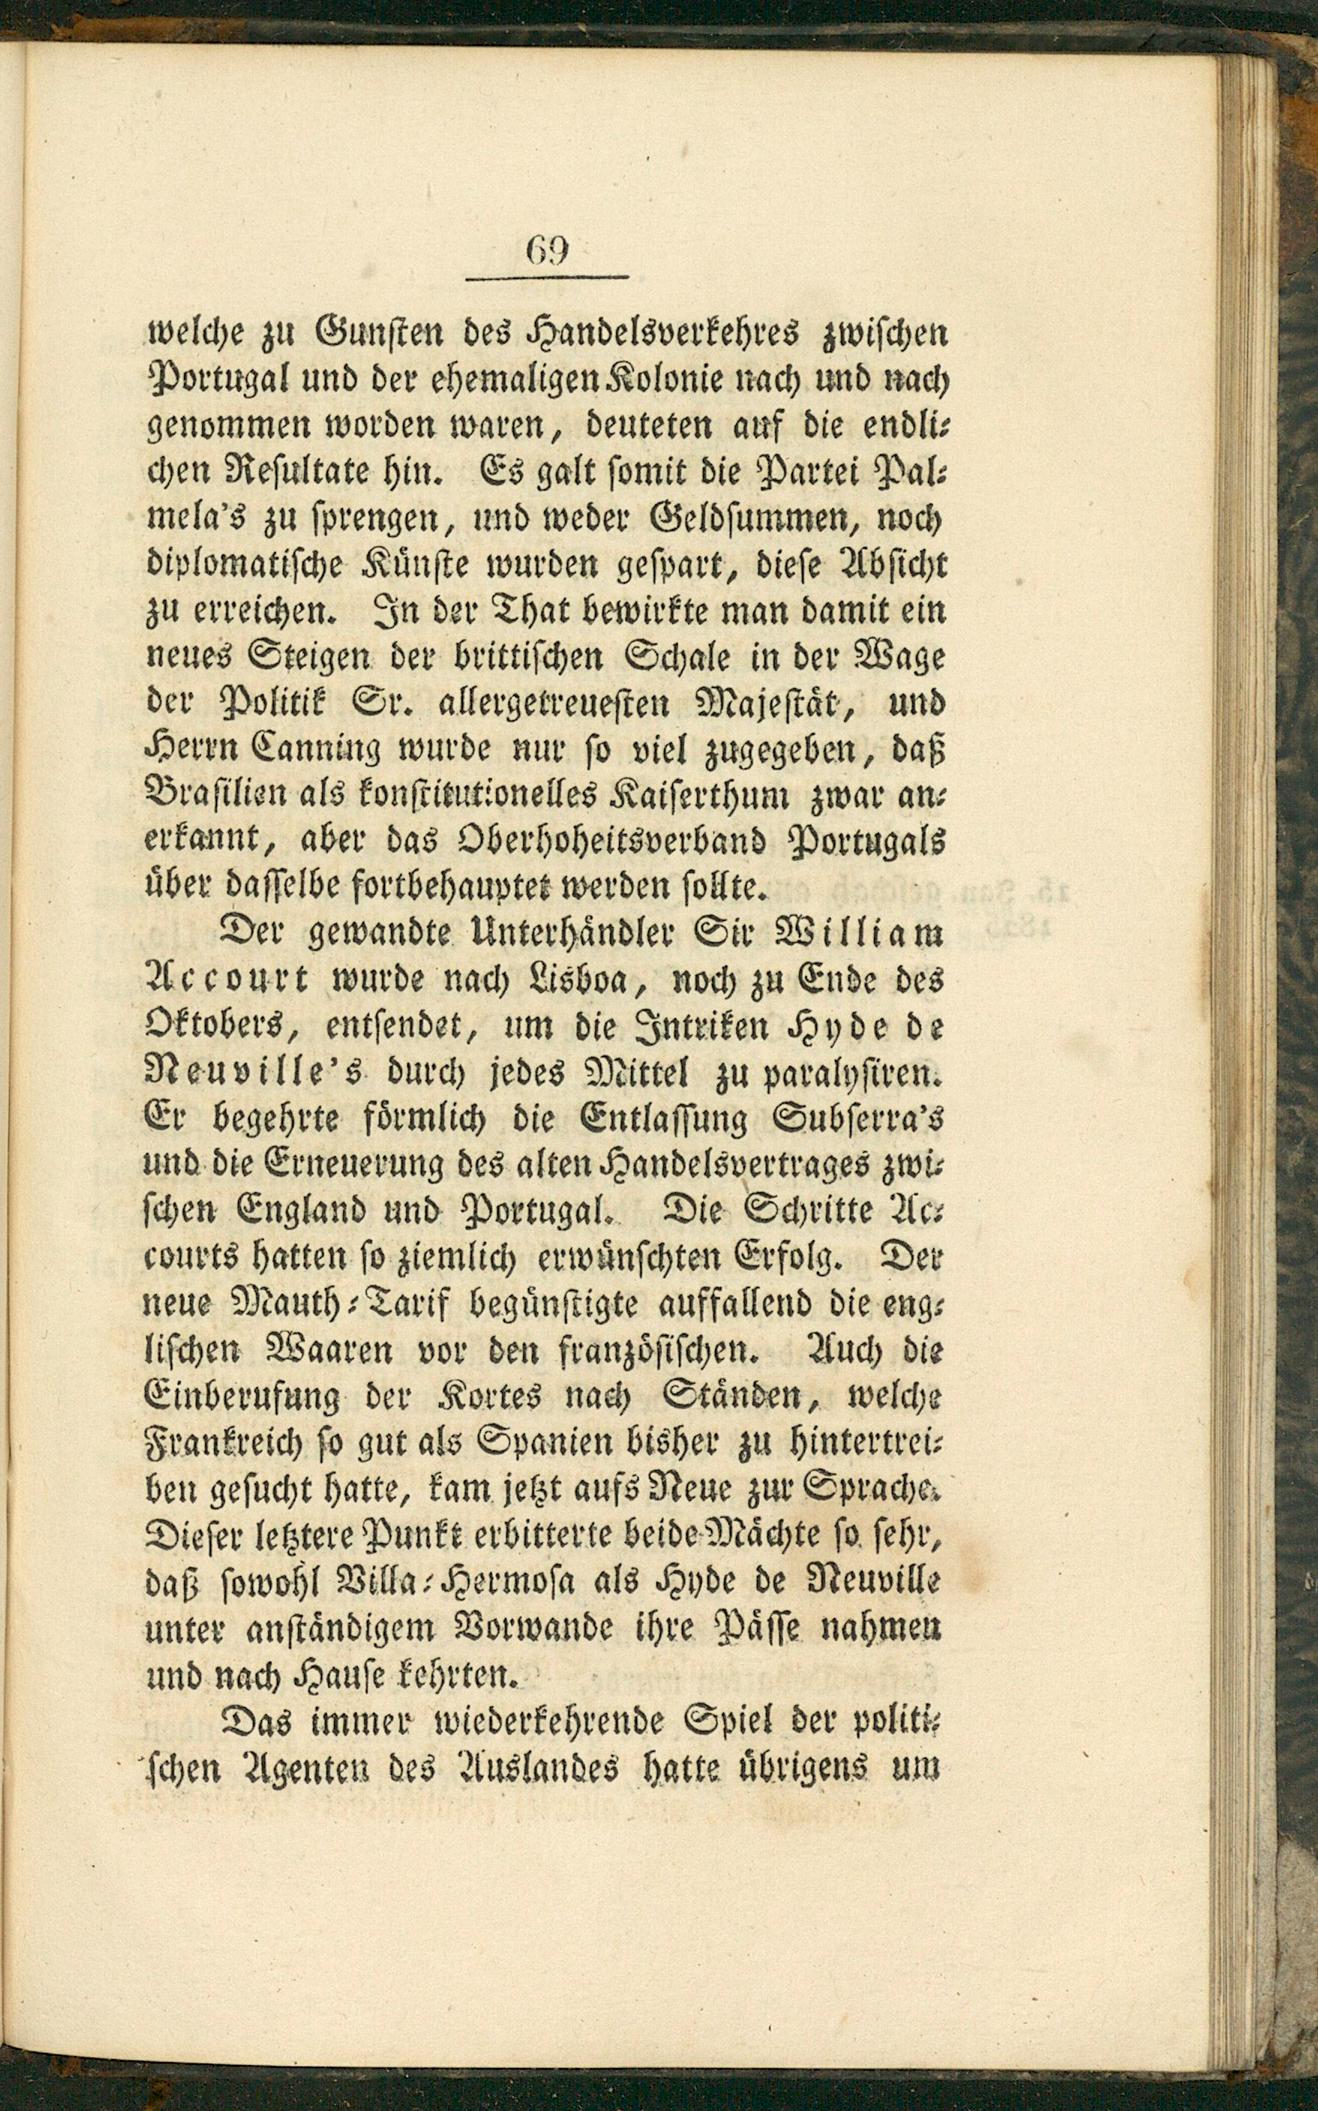 69
welche zu Gunsten des Handelsverkehres zwischen
Portugal und der ehemaligen Kolonie nach und nach
genommen worden waren, deuteten auf die endli-
chen Resultate hin. Es galt somit die Partei Pal-
mela's zu sprengen, und weder Geldsummen, noch
diplomatische Künste wurden gespart, diese Absicht
zu erreichen. In der That bewirkte man damit ein
neues Steigen der brittischen Schale in der Wage
der Politik Sr. allergetreuesten Majestät, und
Herrn Canning wurde nur so viel zugegeben, daß
Brasilien als konstitutionelles Kaiserthum zwar an-
erkannt, aber das Oberhoheitsverband Portugals
über dasselbe fortbehauptet werden sollte.
Der gewandte Unterhändler Sir William
Accourt wurde nach Lisboa, noch zu Ende des
Oktobers, entsendet, um die Intriken Hyde de
Neuville's durch jedes Mittel zu paralysiren.
Er begehrte förmlich die Entlassung Subserra's
und die Erneuerung des alten Handelsvertrages zwi-
schen England und Portugal. Die Schritte Ac-
courts hatten so ziemlich erwünschten Erfolg. Der
neue Mauth-Tarif begünstigte auffallend die eng-
lischen Waaren vor den französischen. Auch die
Einberufung der Kortes nach Ständen, welche
Frankreich so gut als Spanien bisher zu hintertrei-
ben gesucht hatte, kam jetzt aufs Neue zur Sprache.
Dieser letztere Punkt erbitterte beide Mächte so sehr,
daß sowohl Villa-Hermosa als Hyde de Neuville
unter anständigem Vorwande ihre Pässe nahmen
und nach Hause kehrten.
Das immer wiederkehrende Spiel der politi-
schen Agenten des Auslandes hatte übrigens um